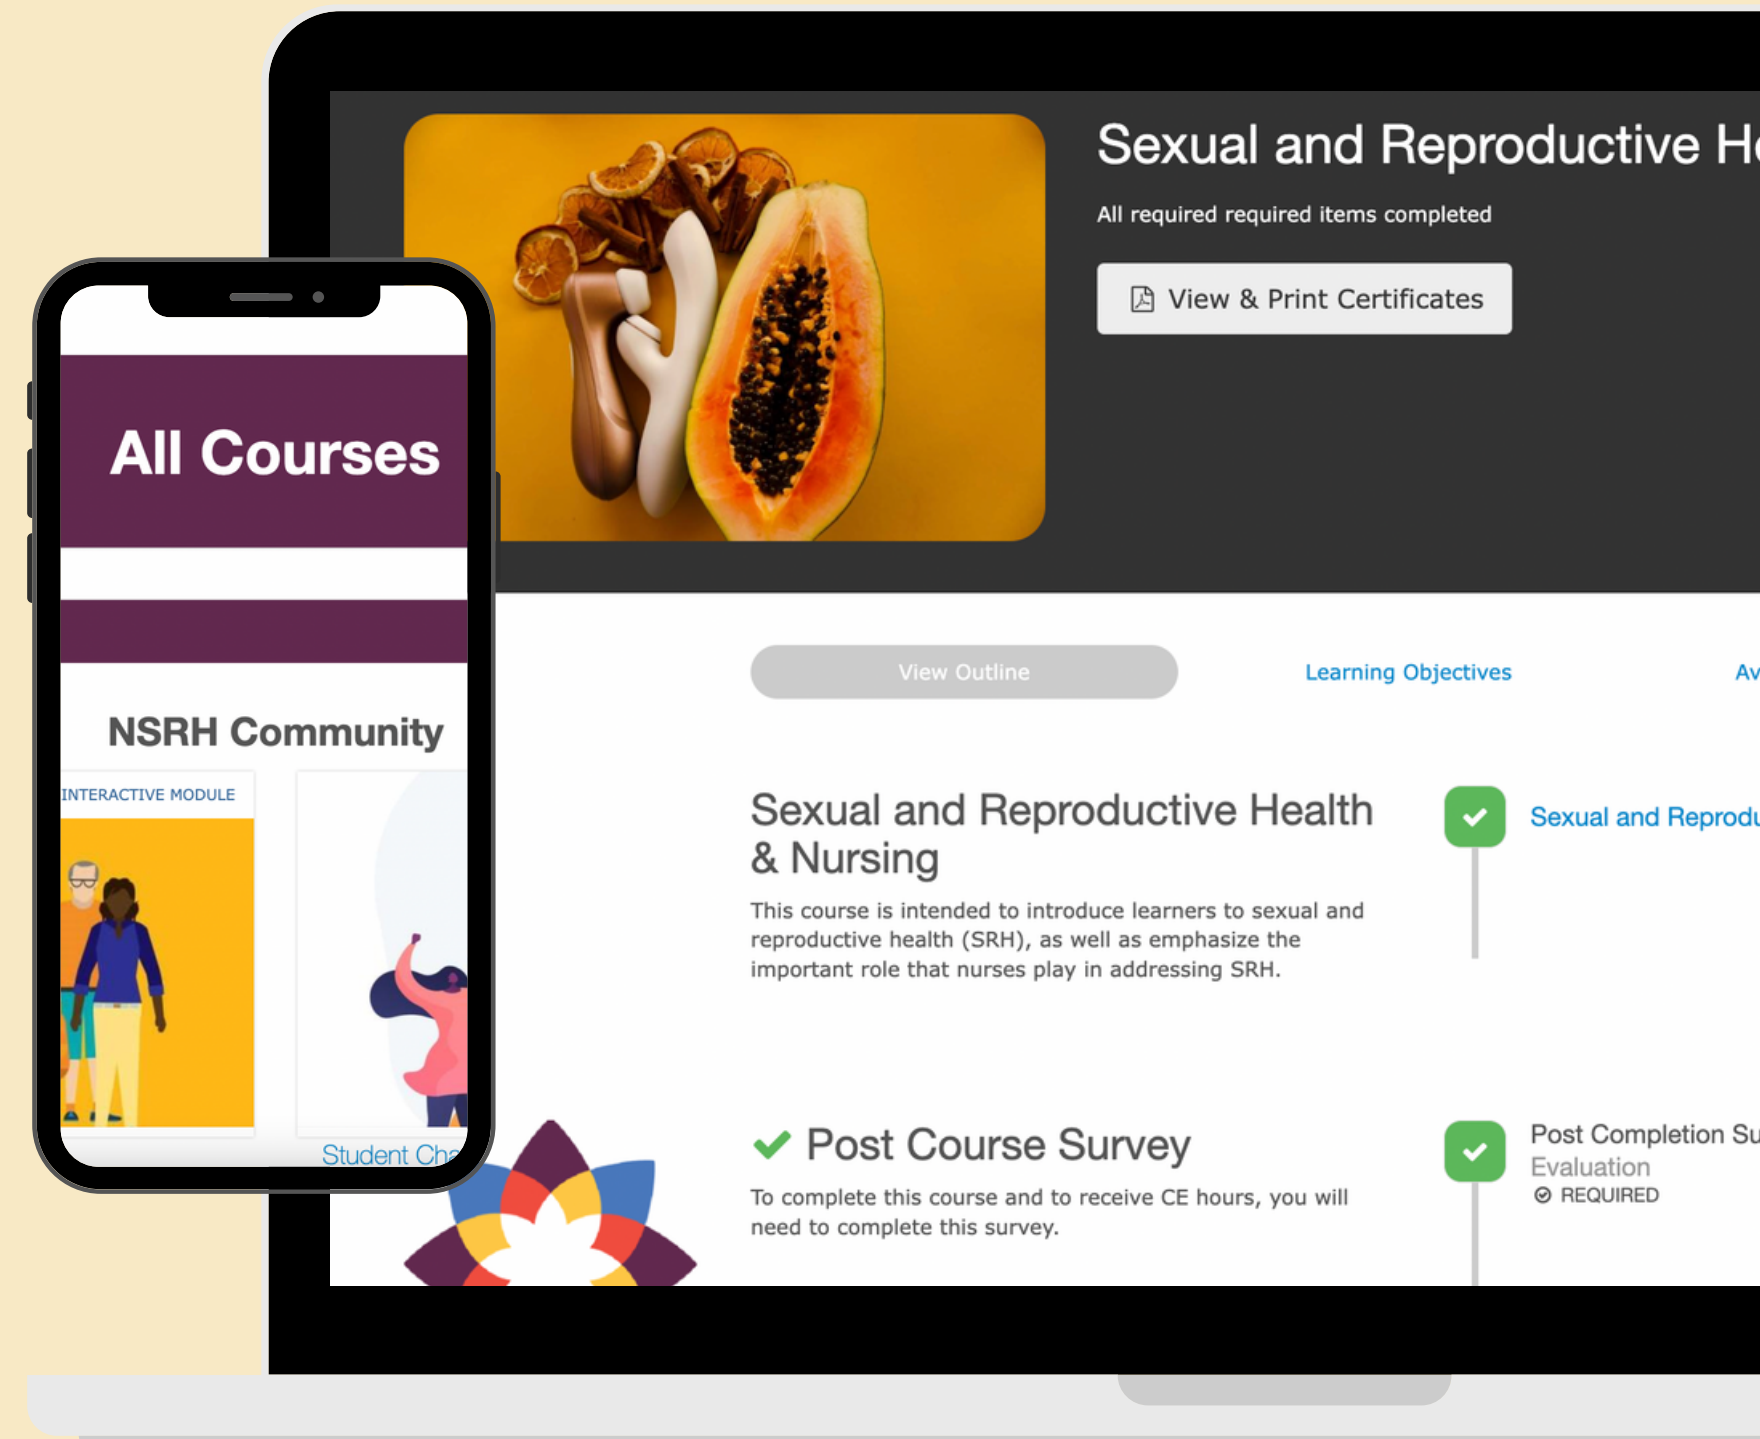 Sexual and Reproductive
All required required items completed
View & Print Certificates
All Courses
NSRH Community
INTERACTIVE MODULE
Student
View Outline
Learning Objectives
Sexual and Reproductive Health
& Nursing
This course is intended to introduce learners to sexual and
reproductive health (SRH), as well as emphasize the
important role that nurses play in addressing SRH.
Sexual and
Post Course Survey
To complete this course and to receive CE hours, you will
need to complete this survey.
Post Completion
Evaluation
REQUIRED